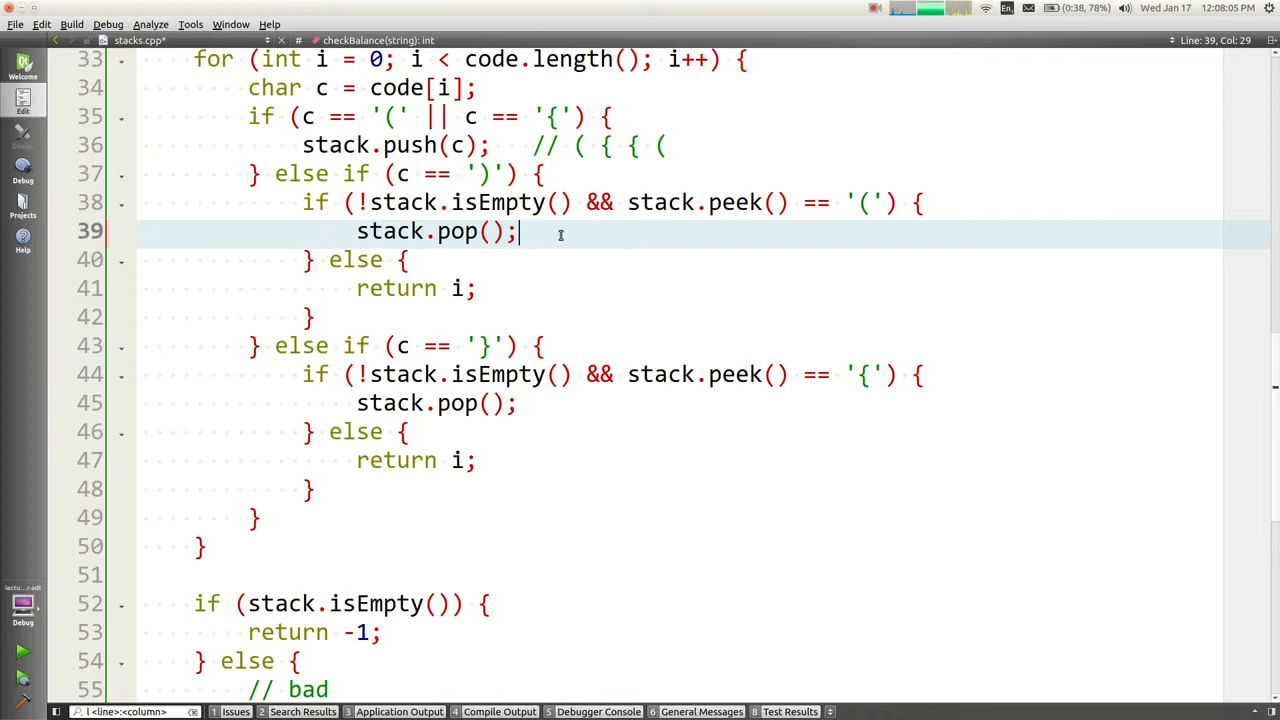 File Edit Build Debug Analyze Tools Window Help En, (0:38, 78%) Wed Jan 17 12:08:05
stacks.cpp* # checkBalance(string): int Line: 39, Col: 29
33 for (int i = 0; i < code.length(); i++) {
34 char c = code[i];
35 if (c == '(' || c == '{') {
36 stack.push(c); // ( { { (
37 } else if (c == ')') {
38 if (!stack.isEmpty() && stack.peek() == '(') {
39 stack.pop();
40 } else {
41 return i;
42 }
43 } else if (c == '}') {
44 if (!stack.isEmpty() && stack.peek() == '{') {
45 stack.pop();
46 } else {
47 return i;
48 }
49 }
50 }
51
52 if (stack.isEmpty()) {
53 return -1;
54 } else {
55 // bad
Welcome
Edit
Design
Debug
Projects
Help
Debug
l <line>:<column> 1 Issues 2 Search Results 3 Application Output 4 Compile Output 5 Debugger Console 6 General Messages 8 Test Results